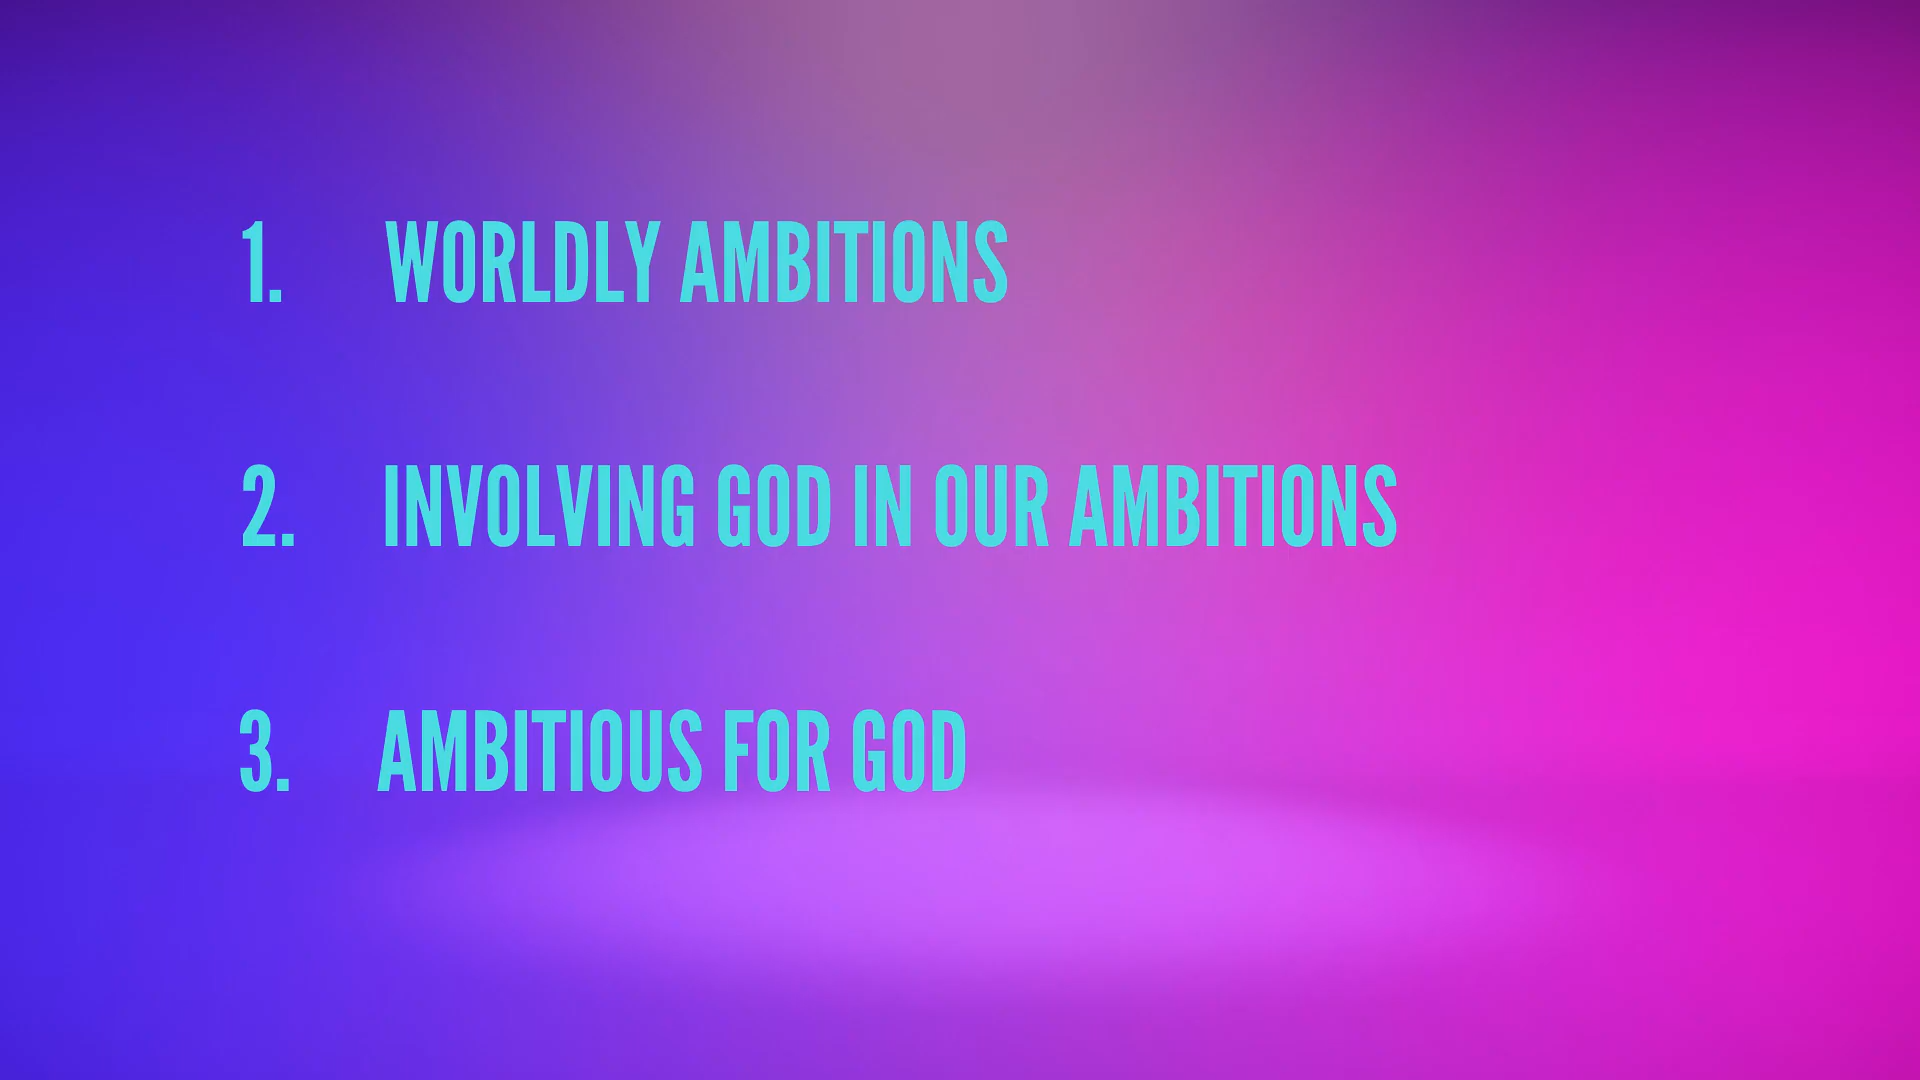 1. WORLDLY AMBITIONS
2. INVOLVING GOD IN OUR AMBITIONS
3. AMBITIOUS FOR GOD